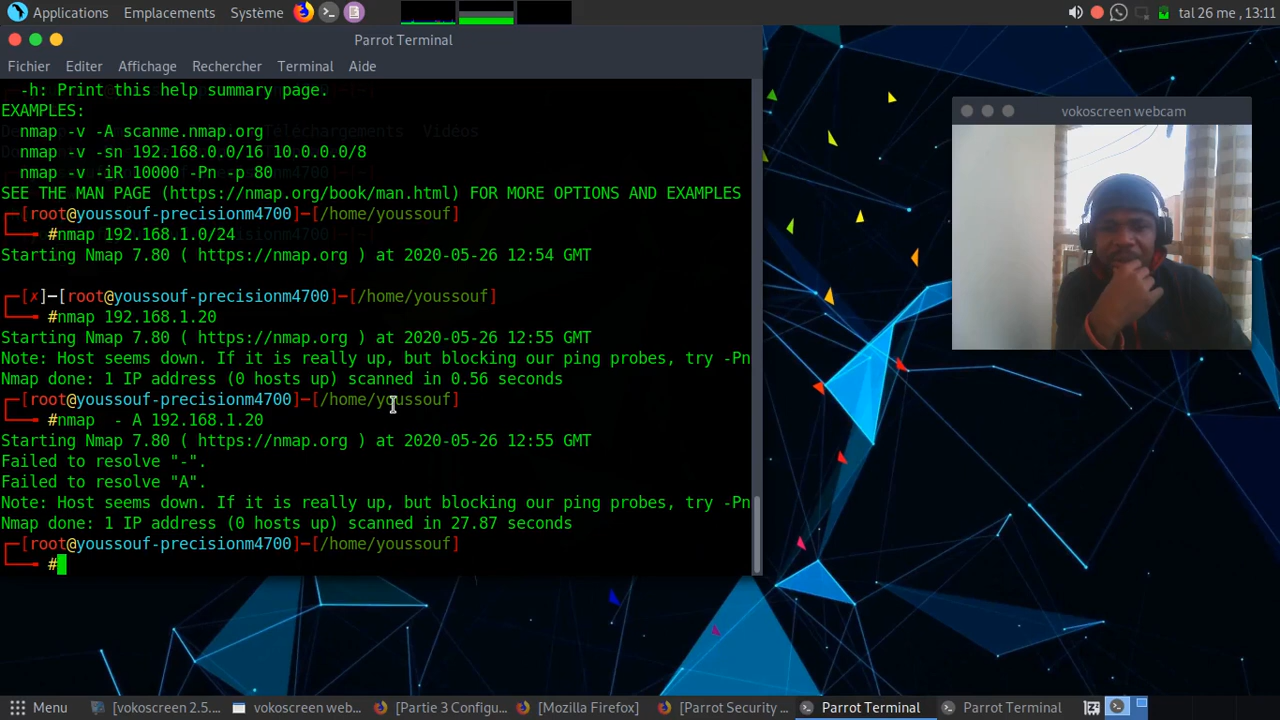 Applications Emplacements Système tal 26 me , 13:11
Parrot Terminal
Fichier Editer Affichage Rechercher Terminal Aide
-h: Print this help summary page.
EXAMPLES:
nmap -v -A scanme.nmap.org
nmap -v -sn 192.168.0.0/16 10.0.0.0/8
nmap -v -iR 10000 -Pn -p 80
SEE THE MAN PAGE (https://nmap.org/book/man.html) FOR MORE OPTIONS AND EXAMPLES
[root@youssouf-precisionm4700]─[/home/youssouf]
#nmap 192.168.1.0/24
Starting Nmap 7.80 ( https://nmap.org ) at 2020-05-26 12:54 GMT
[✗]─[root@youssouf-precisionm4700]─[/home/youssouf]
#nmap 192.168.1.20
Starting Nmap 7.80 ( https://nmap.org ) at 2020-05-26 12:55 GMT
Note: Host seems down. If it is really up, but blocking our ping probes, try -Pn
Nmap done: 1 IP address (0 hosts up) scanned in 0.56 seconds
[root@youssouf-precisionm4700]─[/home/youssouf]
#nmap  - A 192.168.1.20
Starting Nmap 7.80 ( https://nmap.org ) at 2020-05-26 12:55 GMT
Failed to resolve "-".
Failed to resolve "A".
Note: Host seems down. If it is really up, but blocking our ping probes, try -Pn
Nmap done: 1 IP address (0 hosts up) scanned in 27.87 seconds
[root@youssouf-precisionm4700]─[/home/youssouf]
#
vokoscreen webcam
Menu [vokoscreen 2.5.... vokoscreen web... [Partie 3 Configu... [Mozilla Firefox] [Parrot Security ... Parrot Terminal Parrot Terminal